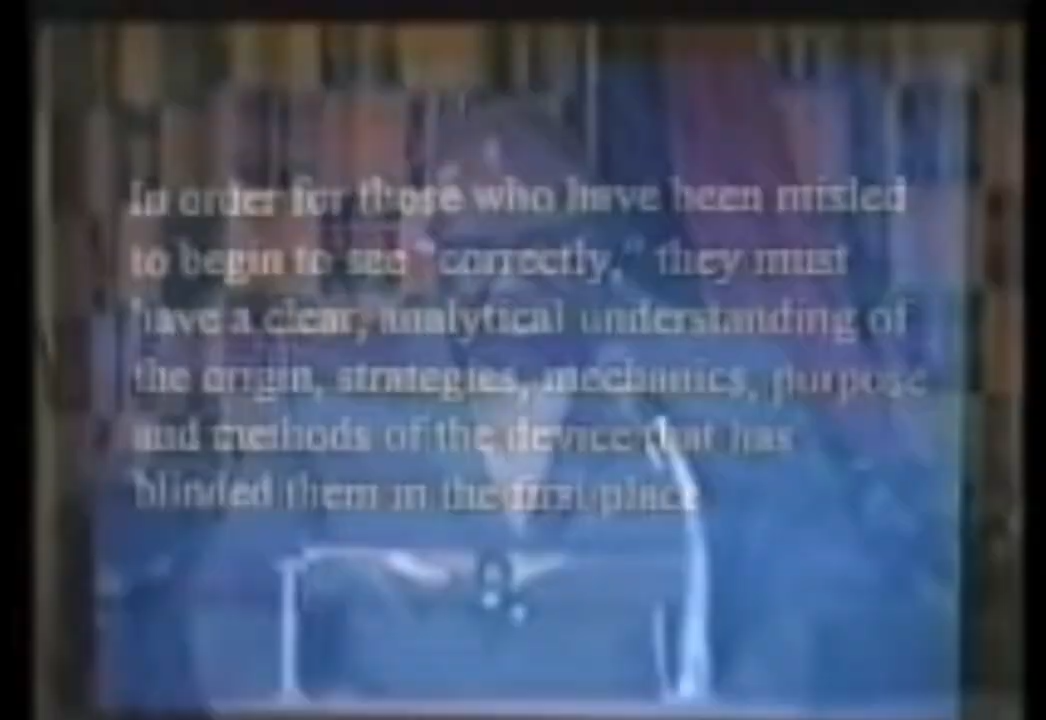 In order for those who have been misled
to begin to see "correctly," they must
have a clear, analytical understanding of
the origin, strategies, mechanics, purpose
and methods of the device that has
blinded them in the first place